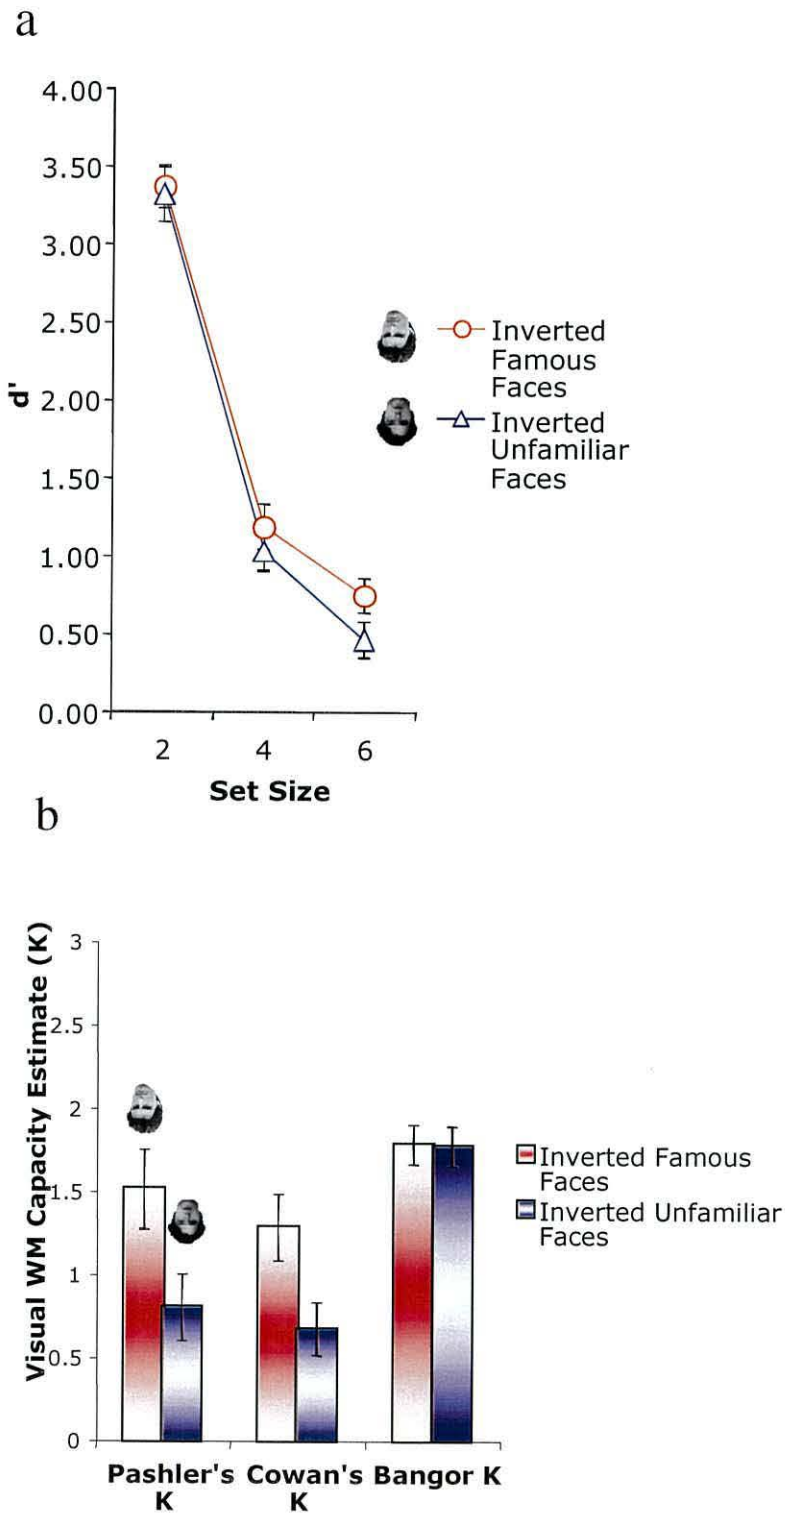 a
4.00
3.50
3.00
2.50
2.00
1.50
1.00
0.50
0.00
d'
2 4 6
Set Size
Inverted
Famous
Faces
Inverted
Unfamiliar
Faces
b
Visual WM Capacity Estimate (K)
3
2.5
2
1.5
1
0.5
0
Pashler's
K
Cowan's
K
Bangor K
Inverted Famous
Faces
Inverted Unfamiliar
Faces